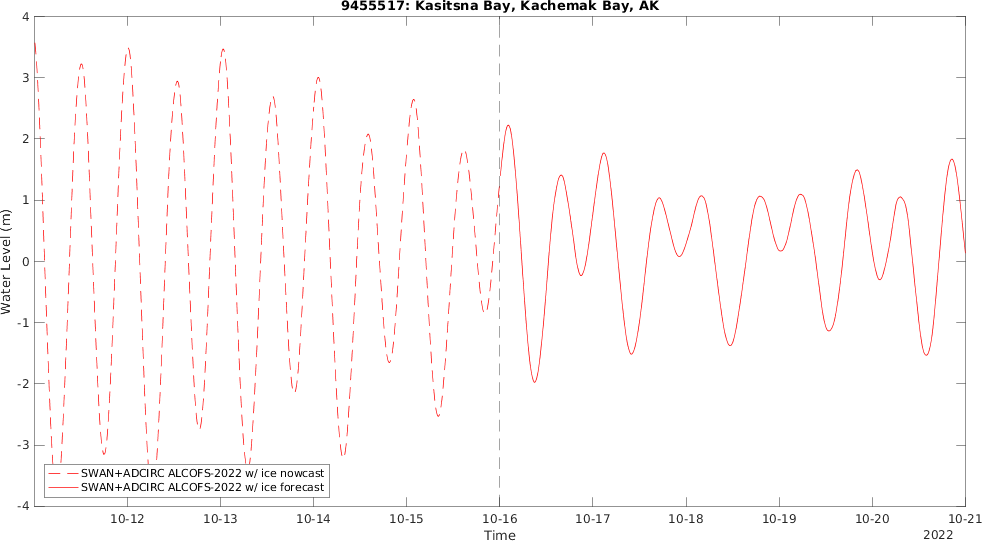 9455517: Kasitsna Bay, Kachemak Bay, AK
4
3
2
1
0
-1
-2
-3
-4
Water Level (m)
SWAN+ADCIRC ALCOFS-2022 w/ ice nowcast
SWAN+ADCIRC ALCOFS-2022 w/ ice forecast
10-12 10-13 10-14 10-15 10-16 10-17 10-18 10-19 10-20 10-21
Time
2022